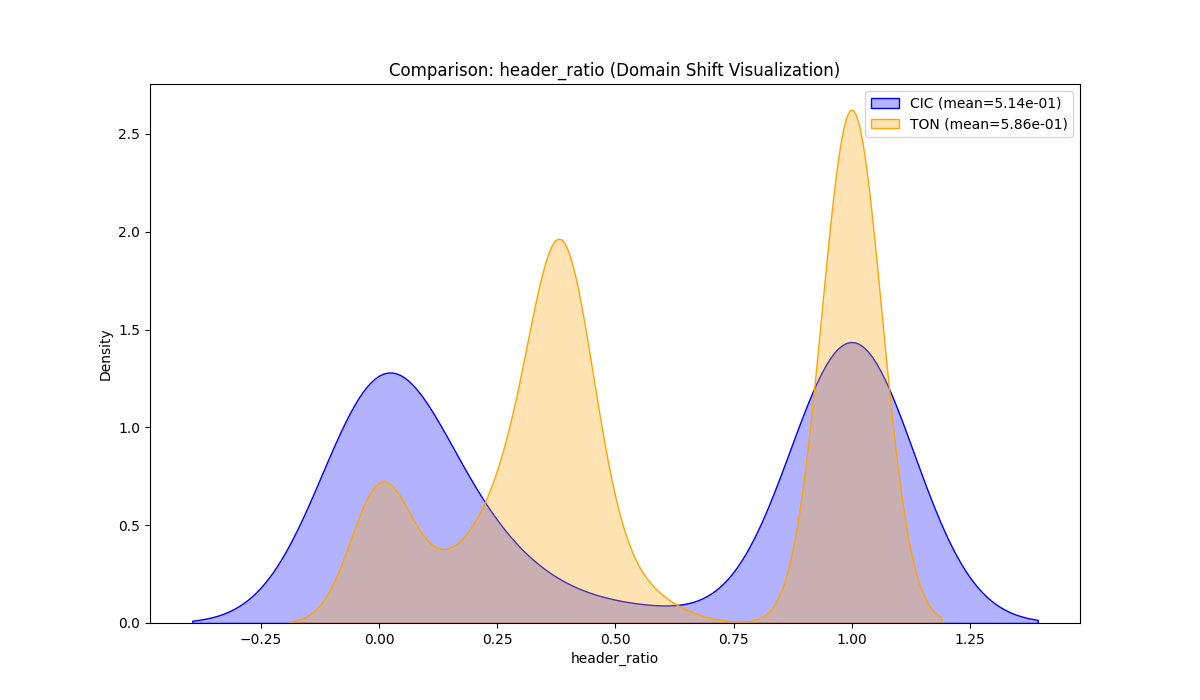 Comparison: header_ratio (Domain Shift Visualization)
CIC (mean=5.14e-01)
TON (mean=5.86e-01)
Density
2.5
2.0
1.5
1.0
0.5
0.0
−0.25 0.00 0.25 0.50 0.75 1.00 1.25
header_ratio